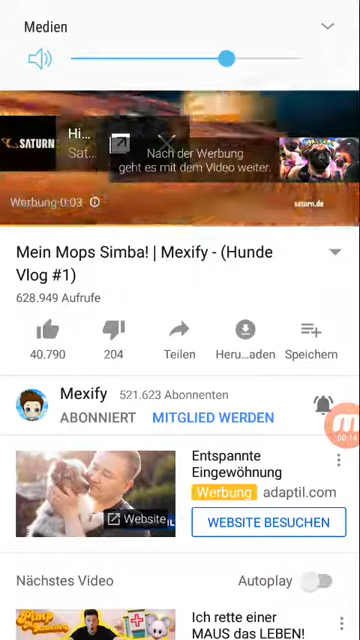 Medien
SATURN
Hi...
Sat...
Nach der Werbung
geht es mit dem Video weiter.
Werbung·0:03
saturn.de
Mein Mops Simba! | Mexify - (Hunde
Vlog #1)
628.949 Aufrufe
40.790
204
Teilen
Heru...aden
Speichern
Mexify 521.623 Abonnenten
ABONNIERT MITGLIED WERDEN
00:14
Entspannte
Eingewöhnung
Werbung adaptil.com
Website
WEBSITE BESUCHEN
Nächstes Video
Autoplay
Ich rette einer
MAUS das LEBEN!